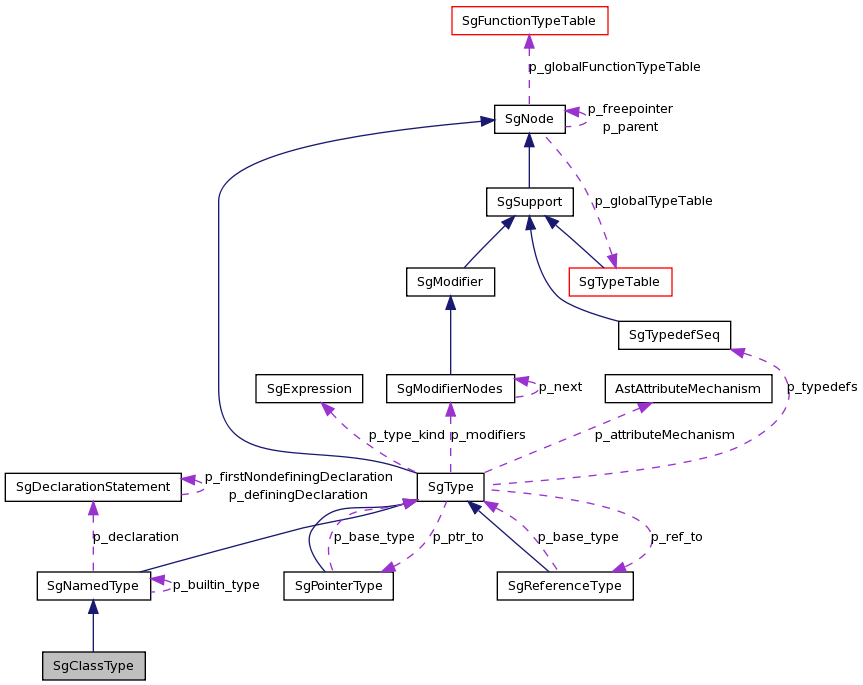 SgFunctionTypeTable
p_globalFunctionTypeTable
SgNode
p_freepointer
p_parent
SgSupport
p_globalTypeTable
SgModifier
SgTypeTable
SgTypedefSeq
SgExpression
SgModifierNodes
p_next
AstAttributeMechanism
p_typedefs
p_type_kind
p_modifiers
p_attributeMechanism
SgDeclarationStatement
p_firstNondefiningDeclaration
p_definingDeclaration
SgType
p_declaration
p_base_type
p_ptr_to
p_base_type
p_ref_to
SgNamedType
p_builtin_type
SgPointerType
SgReferenceType
SgClassType